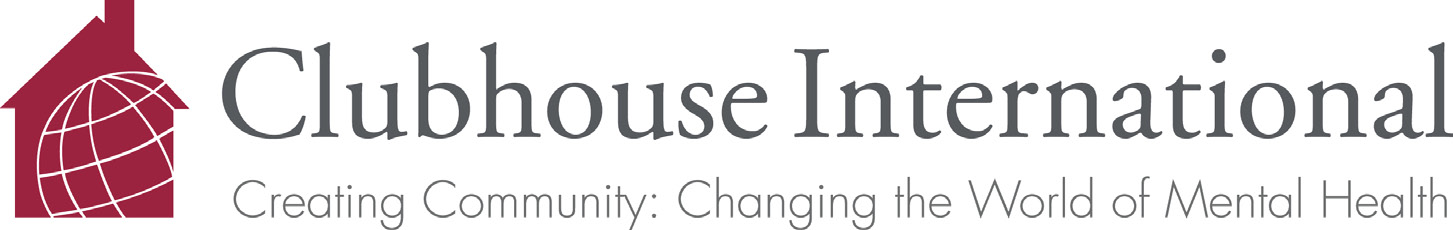 Clubhouse International
Creating Community: Changing the World of Mental Health